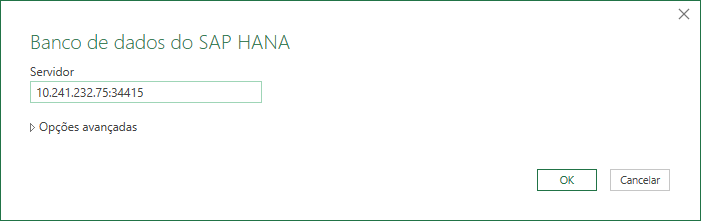 Banco de dados do SAP HANA
Servidor
10.241.232.75:34415
Opções avançadas
OK Cancelar